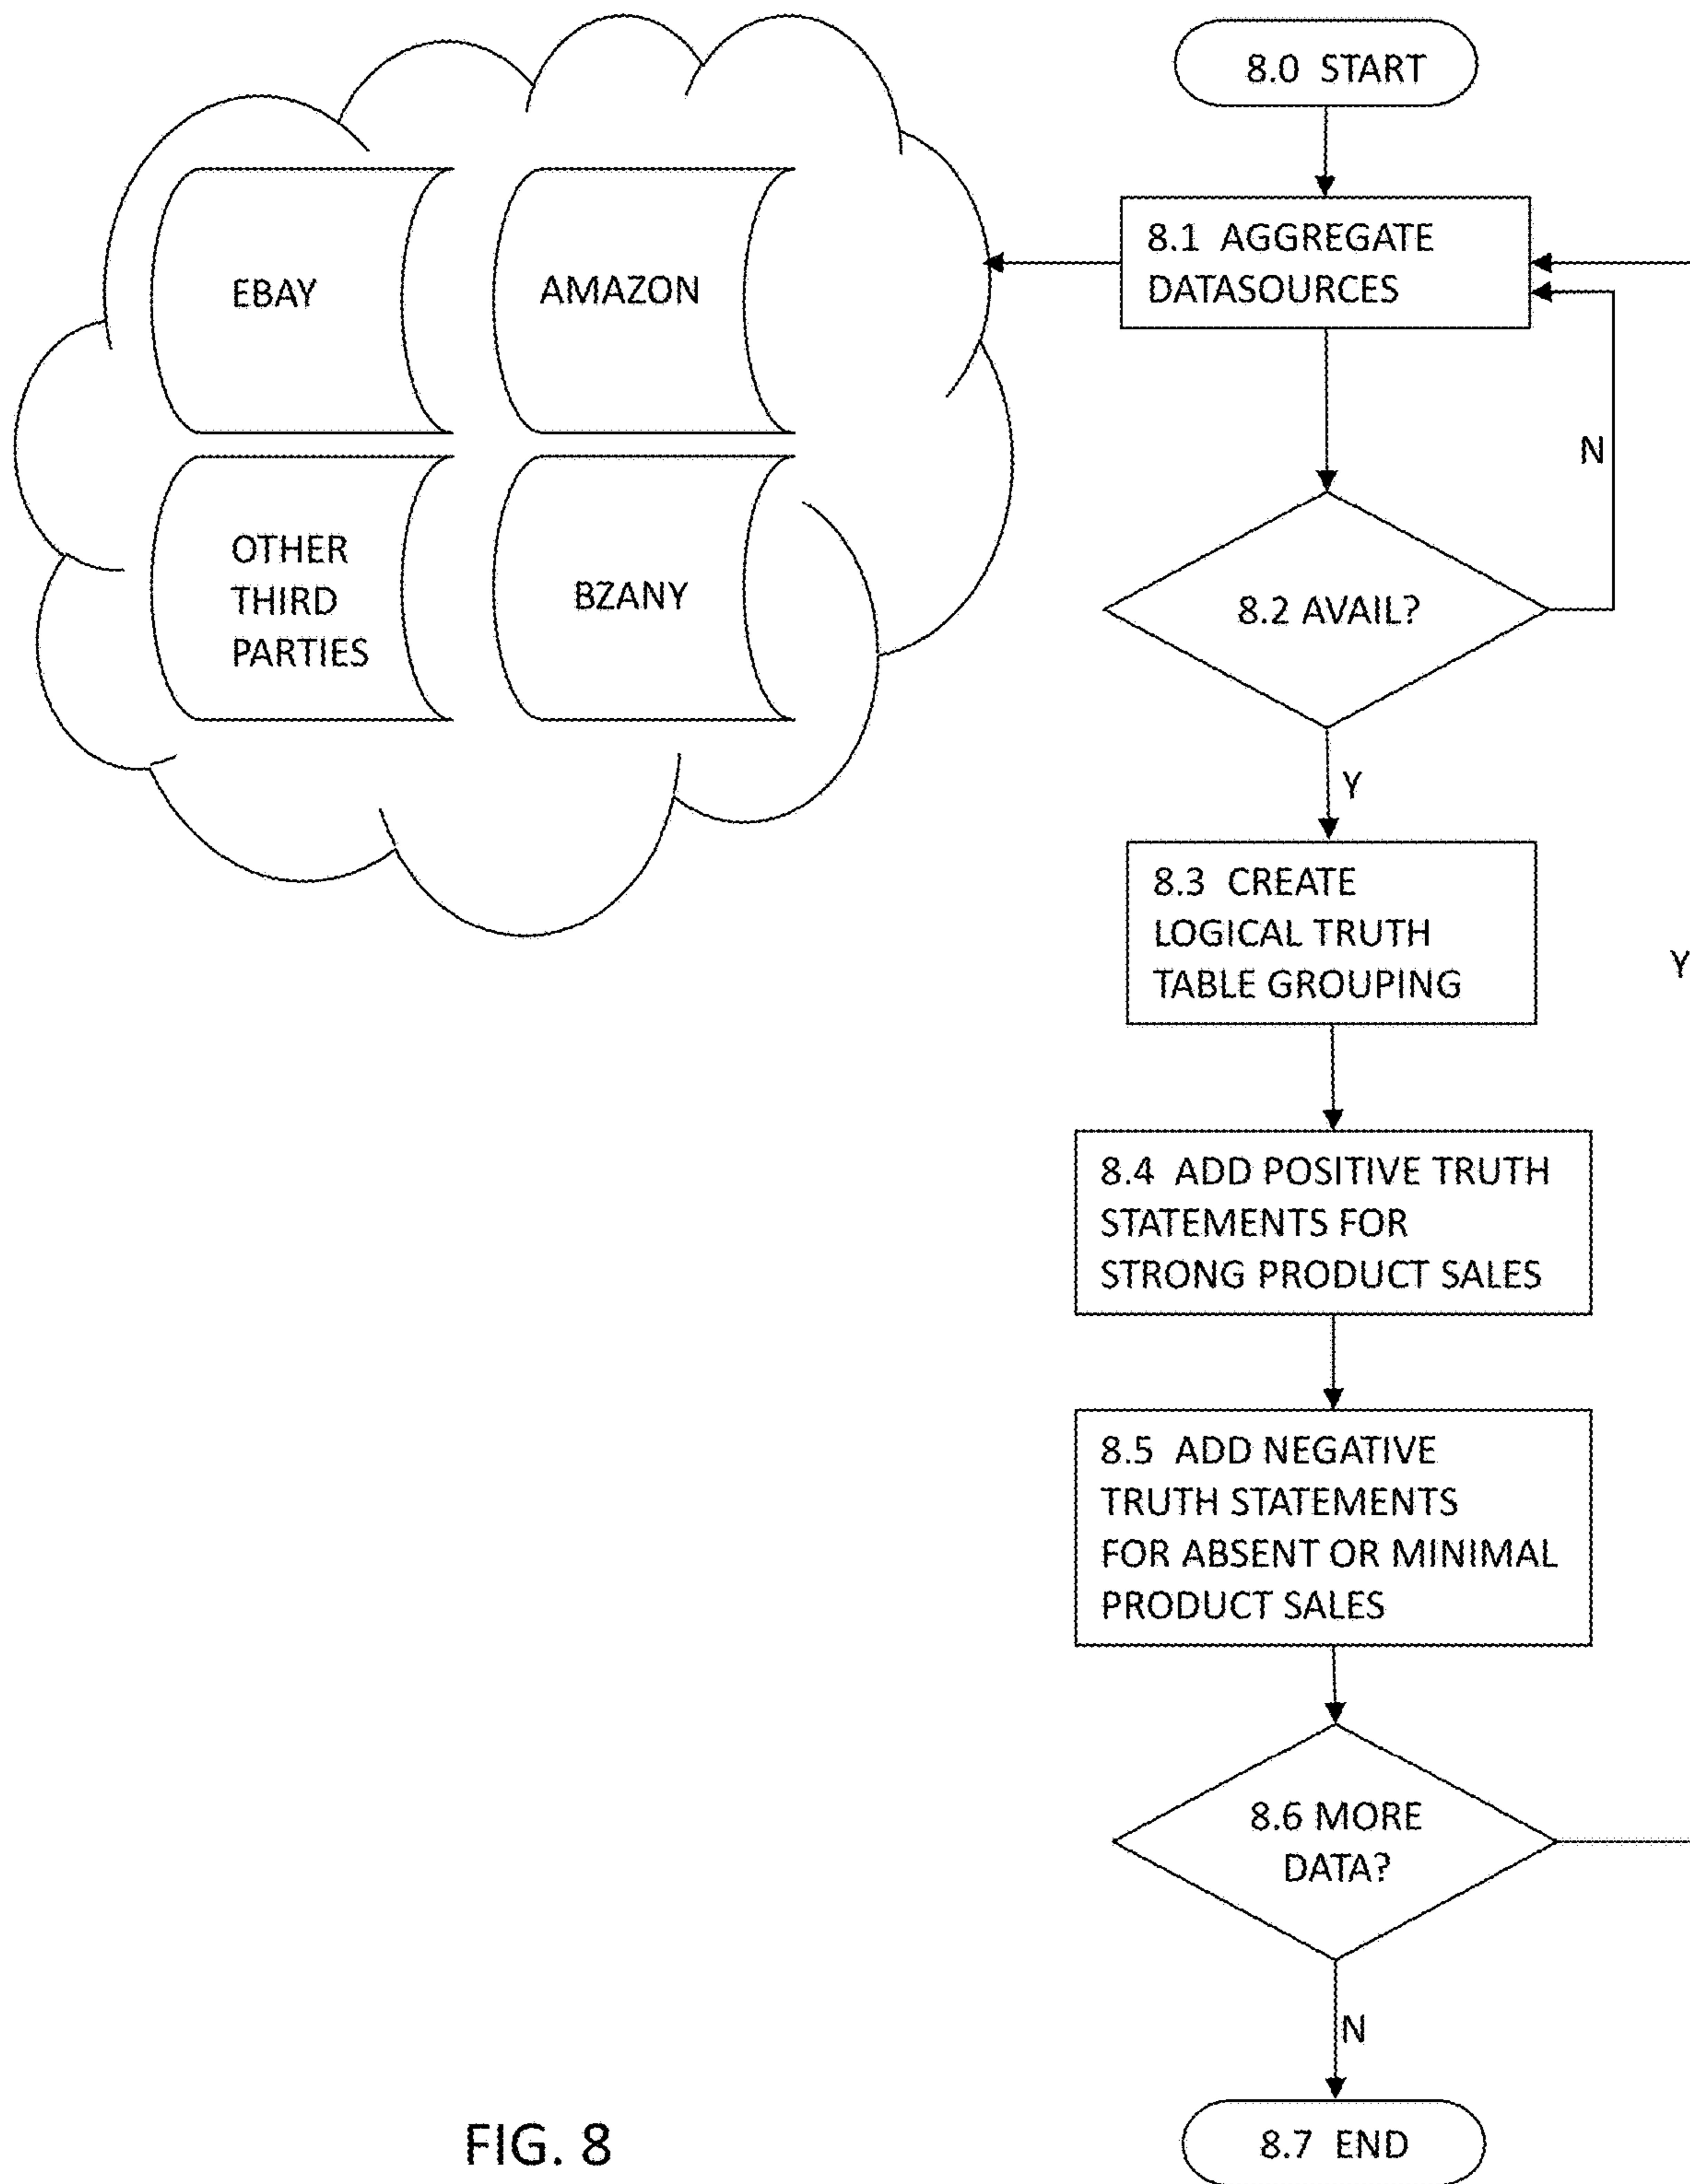 8.0 START
8.1 AGGREGATE
DATASOURCES
EBAY
AMAZON
OTHER
THIRD
PARTIES
BZANY
N
8.2 AVAIL?
Y
8.3 CREATE
LOGICAL TRUTH
TABLE GROUPING
Y
8.4 ADD POSITIVE TRUTH
STATEMENTS FOR
STRONG PRODUCT SALES
8.5 ADD NEGATIVE
TRUTH STATEMENTS
FOR ABSENT OR MINIMAL
PRODUCT SALES
8.6 MORE
DATA?
N
8.7 END
FIG. 8